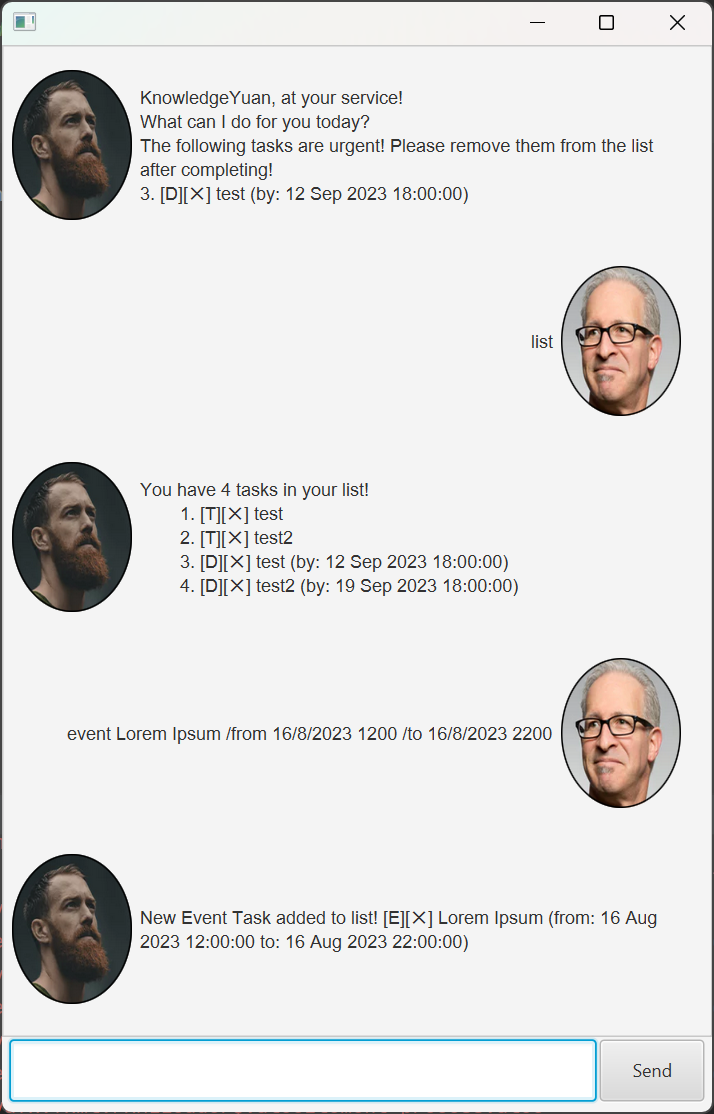 KnowledgeYuan, at your service!
What can I do for you today?
The following tasks are urgent! Please remove them from the list
after completing!
3. [D][✕] test (by: 12 Sep 2023 18:00:00)
list
You have 4 tasks in your list!
1. [T][✕] test
2. [T][✕] test2
3. [D][✕] test (by: 12 Sep 2023 18:00:00)
4. [D][✕] test2 (by: 19 Sep 2023 18:00:00)
event Lorem Ipsum /from 16/8/2023 1200 /to 16/8/2023 2200
New Event Task added to list! [E][✕] Lorem Ipsum (from: 16 Aug
2023 12:00:00 to: 16 Aug 2023 22:00:00)
Send